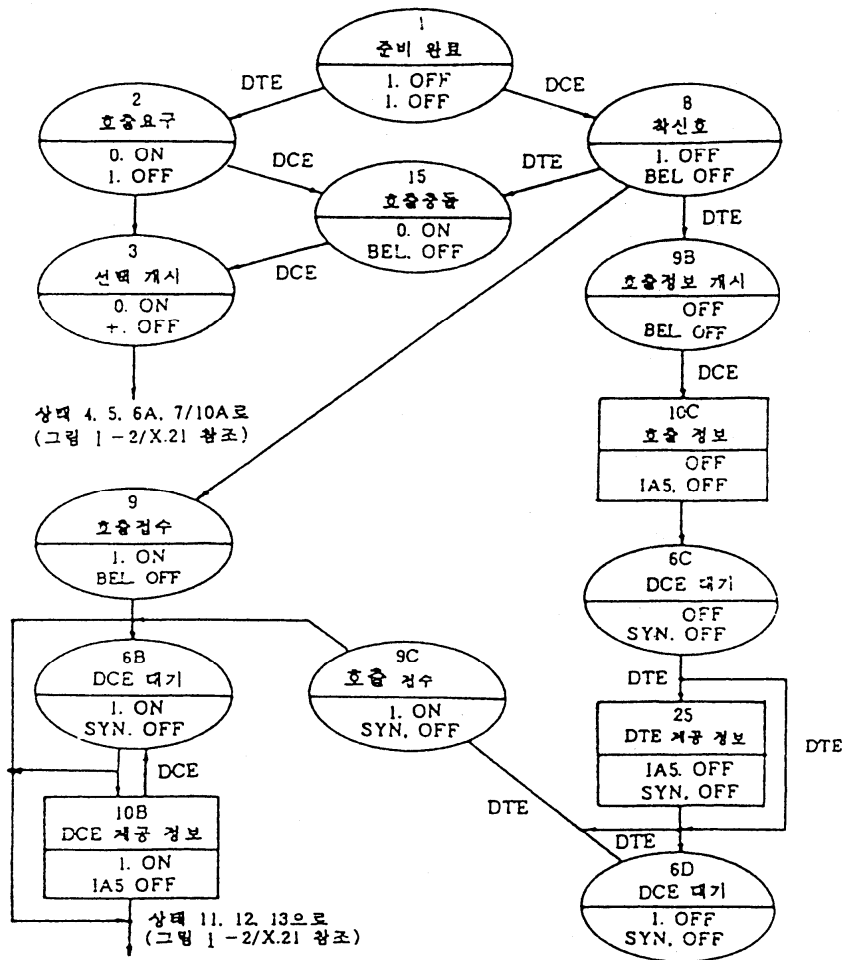 1
준비 완료
1. OFF
1. OFF
DTE
DCE
2
호출요구
0. ON
1. OFF
8
착신호
1. OFF
BEL OFF
DCE
DTE
15
호출충돌
0. ON
BEL. OFF
DTE
3
선택 개시
0. ON
+. OFF
DCE
9B
호출정보 개시
OFF
BEL OFF
DCE
상태 4, 5, 6A, 7/10A로
(그림 1-2/X.21 참조)
10C
호출 정보
OFF
IA5. OFF
9
호출접수
1. ON
BEL OFF
6C
DCE 대기
OFF
SYN. OFF
6B
DCE 대기
1. ON
SYN. OFF
9C
호출 접수
1. ON
SYN, OFF
DTE
25
DTE 제공 정보
IA5. OFF
SYN, OFF
DTE
DCE
10B
DCE 제공 정보
1. ON
IA5 OFF
DTE
DTE
6D
DCE 대기
1. OFF
SYN, OFF
상태 11, 12, 13으로
(그림 1-2/X.21 참조)